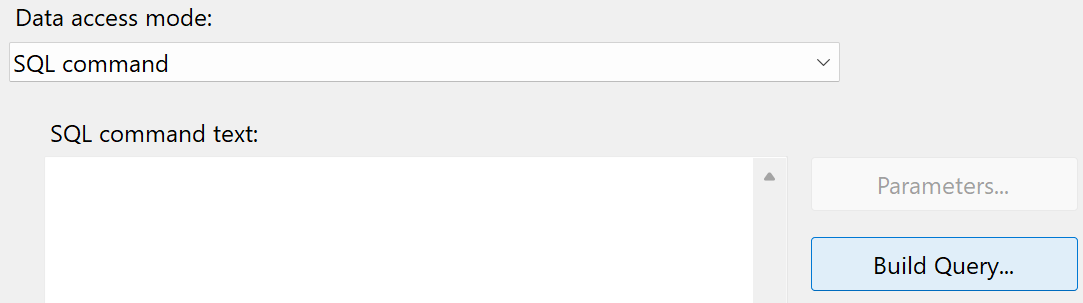 Data access mode:
SQL command
SQL command text:
Parameters...
Build Query...